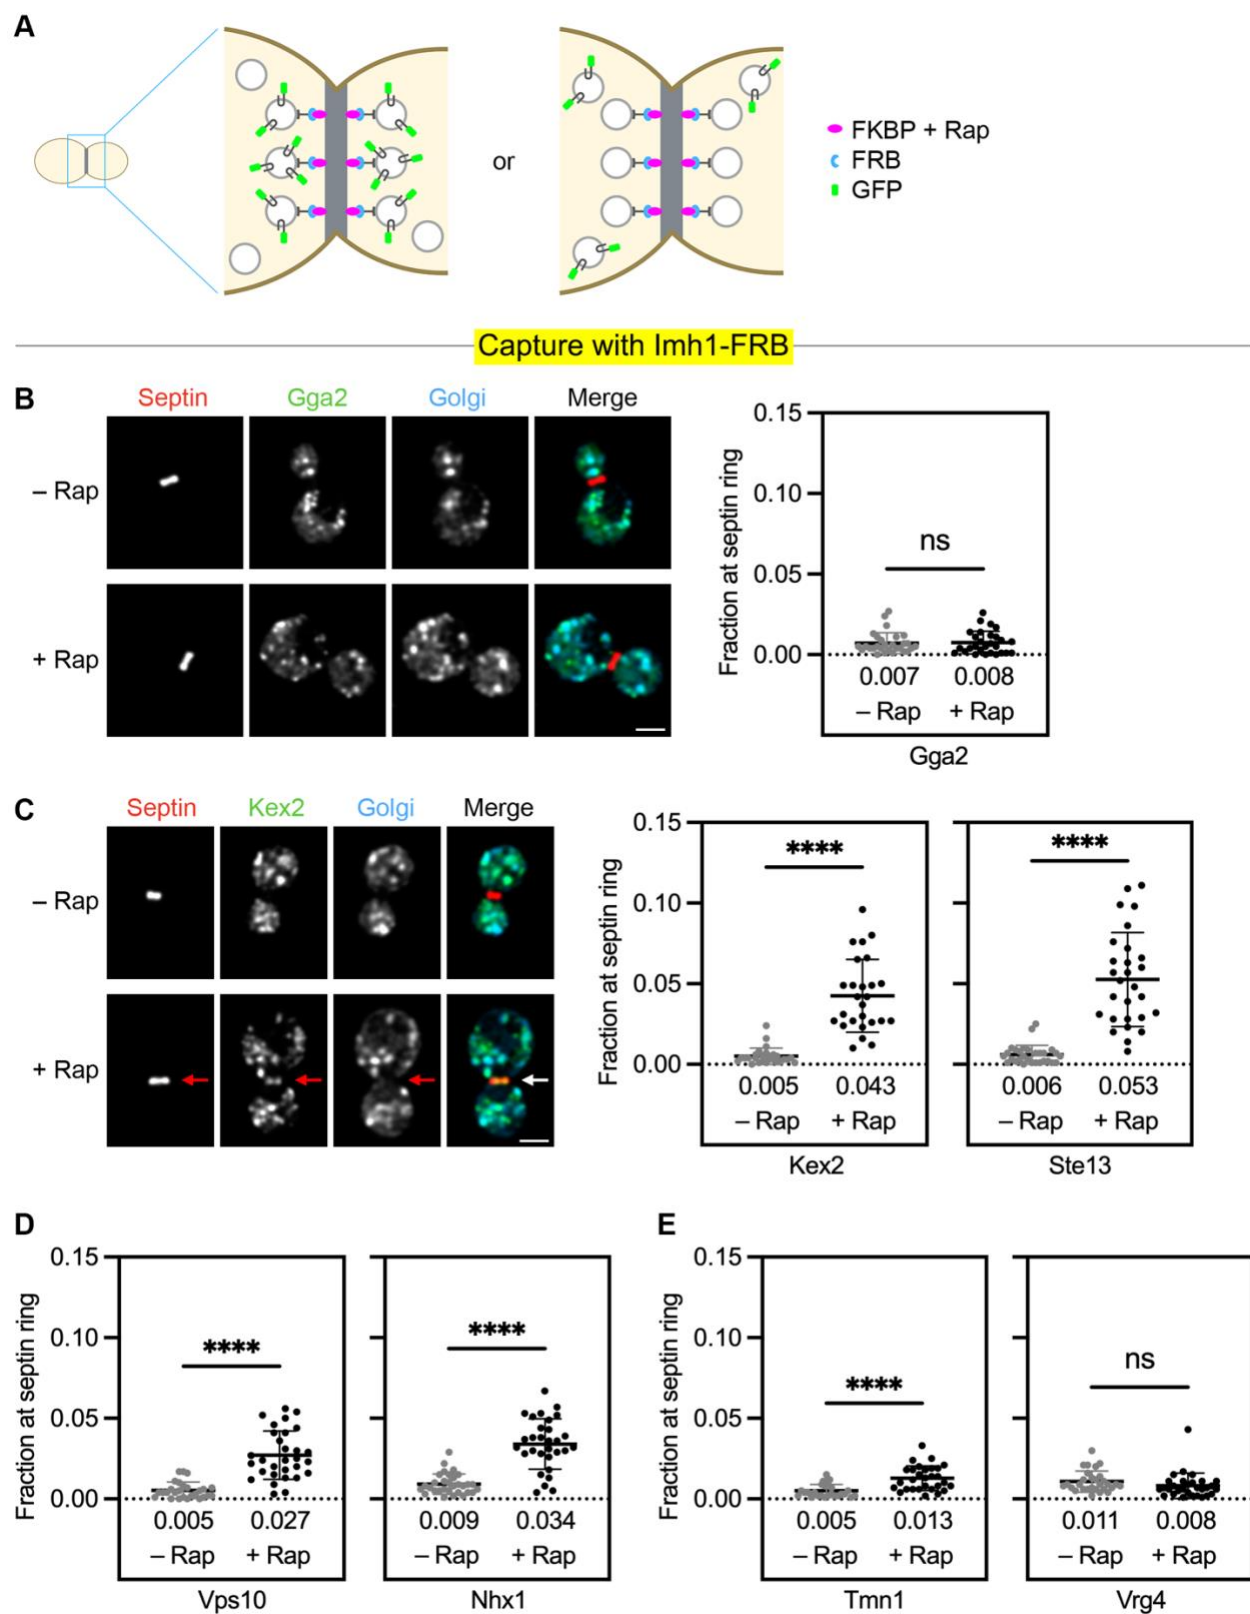 A
or
FKBP + Rap
FRB
GFP
Capture with Imh1-FRB
B
Septin Gga2 Golgi Merge
– Rap
+ Rap
Fraction at septin ring
0.15
0.10
0.05
0.00
ns
0.007 0.008
– Rap + Rap
Gga2
C
Septin Kex2 Golgi Merge
– Rap
+ Rap
Fraction at septin ring
0.15
0.10
0.05
0.00
****
0.005 0.043
– Rap + Rap
Kex2
****
0.006 0.053
– Rap + Rap
Ste13
D
Fraction at septin ring
0.15
0.10
0.05
0.00
****
0.005 0.027
– Rap + Rap
Vps10
****
0.009 0.034
– Rap + Rap
Nhx1
E
Fraction at septin ring
0.15
0.10
0.05
0.00
****
0.005 0.013
– Rap + Rap
Tmn1
ns
0.011 0.008
– Rap + Rap
Vrg4